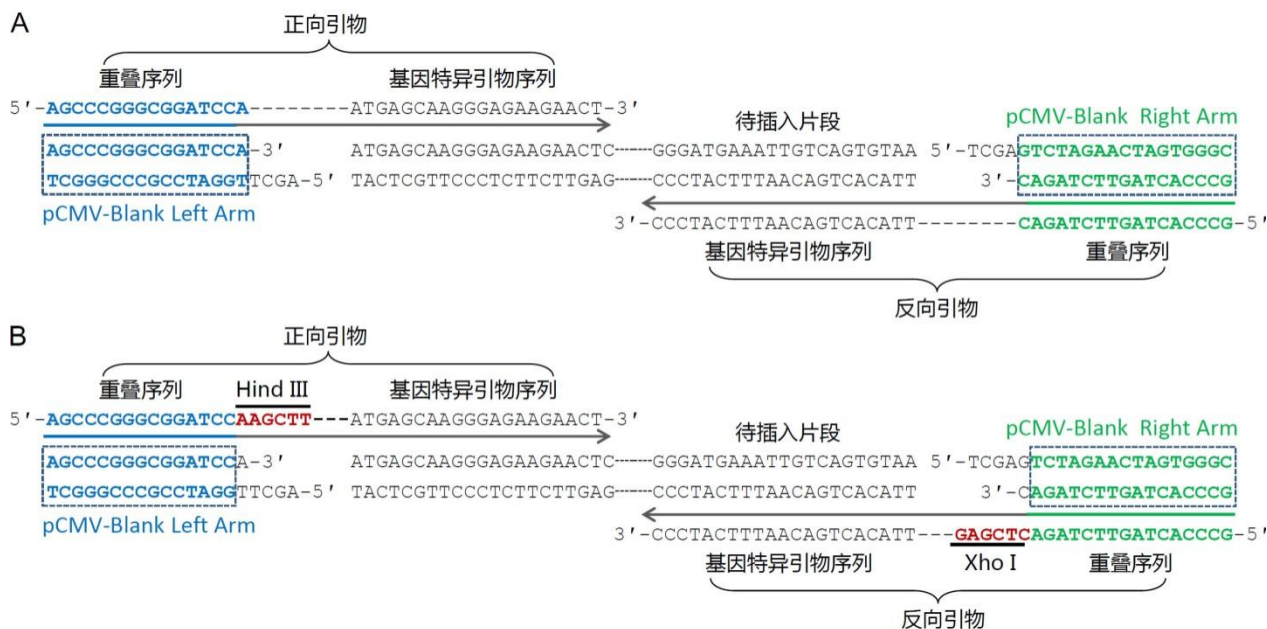 A
正向引物
重叠序列 基因特异引物序列
5′-AGCCCGGGCGGATCCA--------ATGAGCAAGGGAGAAGAACT-3′
待插入片段 pCMV-Blank Right Arm
AGCCCGGGCGGATCCA-3′ ATGAGCAAGGGAGAAGAACTC------GGGATGAAATTGTCAGTGTAA 5′-TCGAGTCTAGAACTAGTGGGC
TCGGGCCCGCCTAGGTTCGA-5′ TACTCGTTCCCTCTTCTTGAG------CCCTACTTTAACAGTCACATT 3′-CAGATCTTGATCACCCG
pCMV-Blank Left Arm
3′-CCCTACTTTAACAGTCACATT--------CAGATCTTGATCACCCG-5′
基因特异引物序列 重叠序列
反向引物
B
正向引物
重叠序列 Hind III 基因特异引物序列
5′-AGCCCGGGCGGATCCAAGCTT----ATGAGCAAGGGAGAAGAACT-3′
待插入片段 pCMV-Blank Right Arm
AGCCCGGGCGGATCCA-3′ ATGAGCAAGGGAGAAGAACTC------GGGATGAAATTGTCAGTGTAA 5′-TCGAGTCTAGAACTAGTGGGC
TCGGGCCCGCCTAGGTTCGA-5′ TACTCGTTCCCTCTTCTTGAG------CCCTACTTTAACAGTCACATT 3′-CAGATCTTGATCACCCG
pCMV-Blank Left Arm
3′-CCCTACTTTAACAGTCACATT---GAGCTCAGATCTTGATCACCCG-5′
基因特异引物序列 Xho I 重叠序列
反向引物